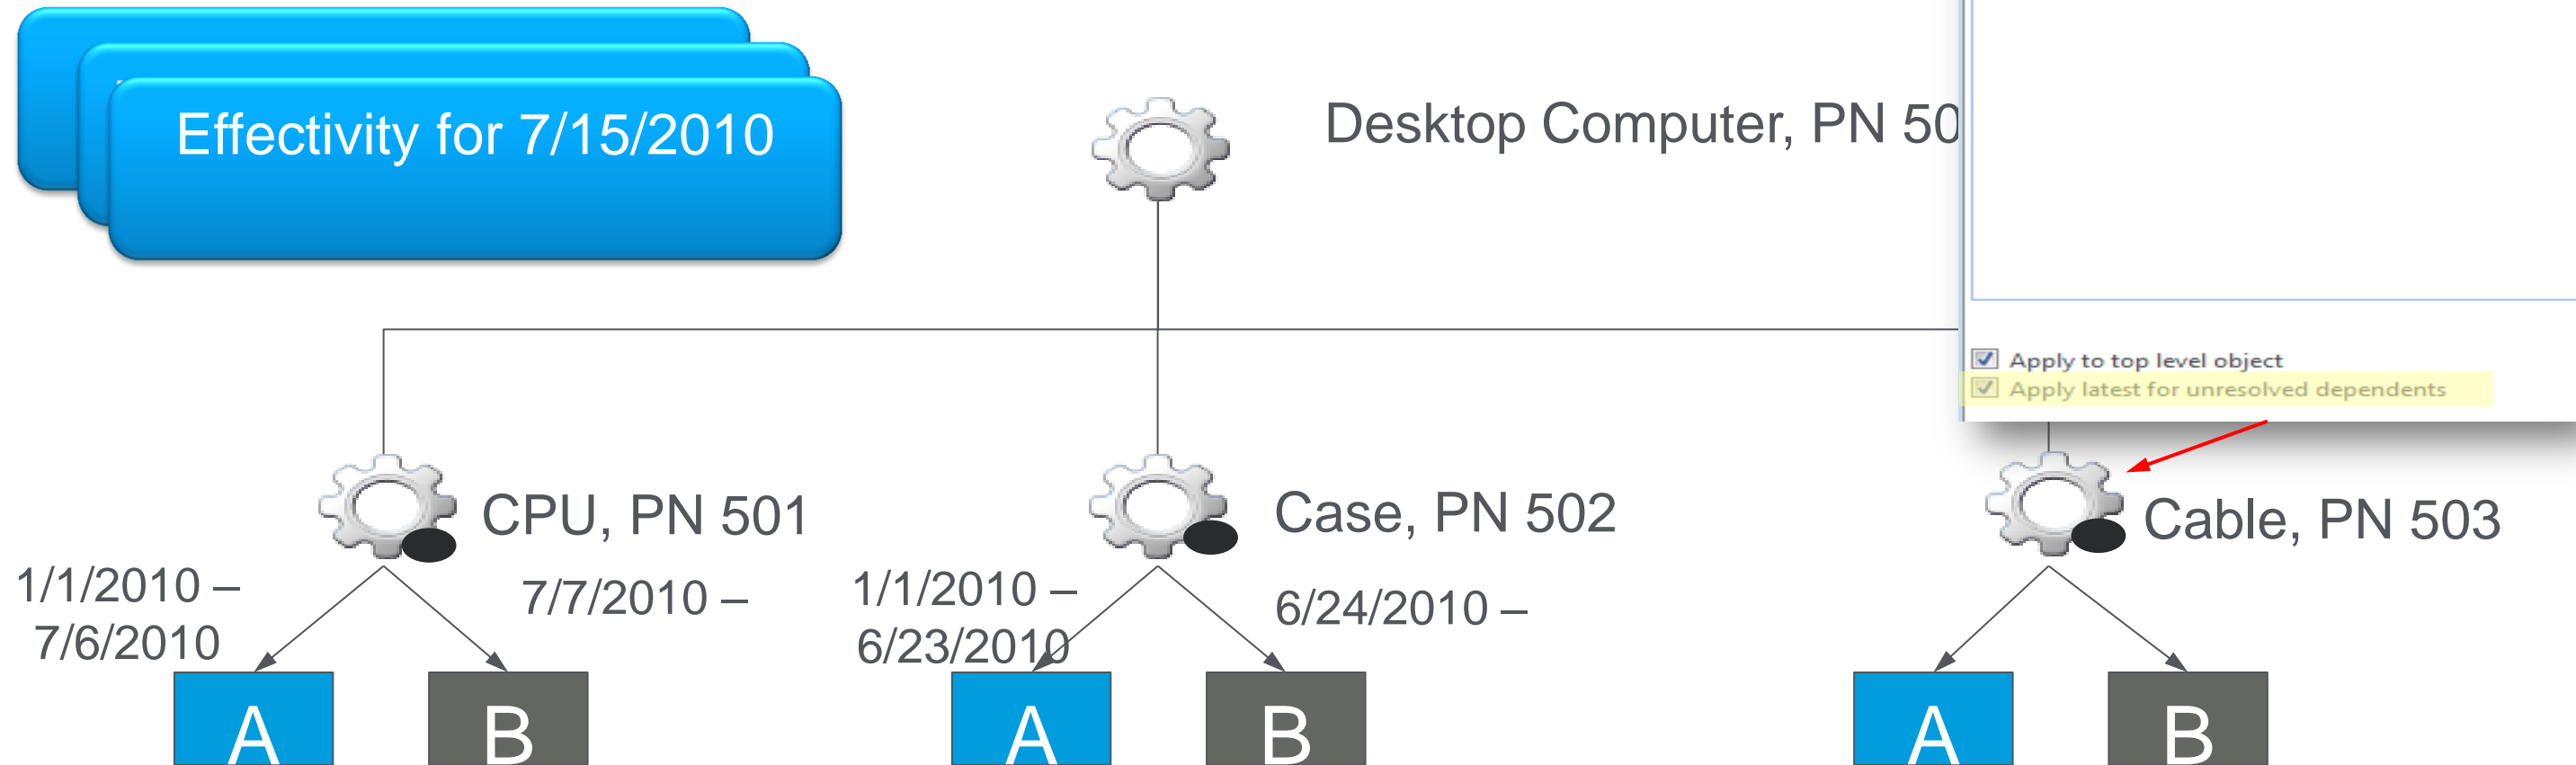 Effectivity for 7/15/2010
Desktop Computer, PN 50
Apply to top level object
Apply latest for unresolved dependents
CPU, PN 501
Case, PN 502
Cable, PN 503
1/1/2010 –
7/6/2010
7/7/2010 –
1/1/2010 –
6/23/2010
6/24/2010 –
A
B
A
B
A
B